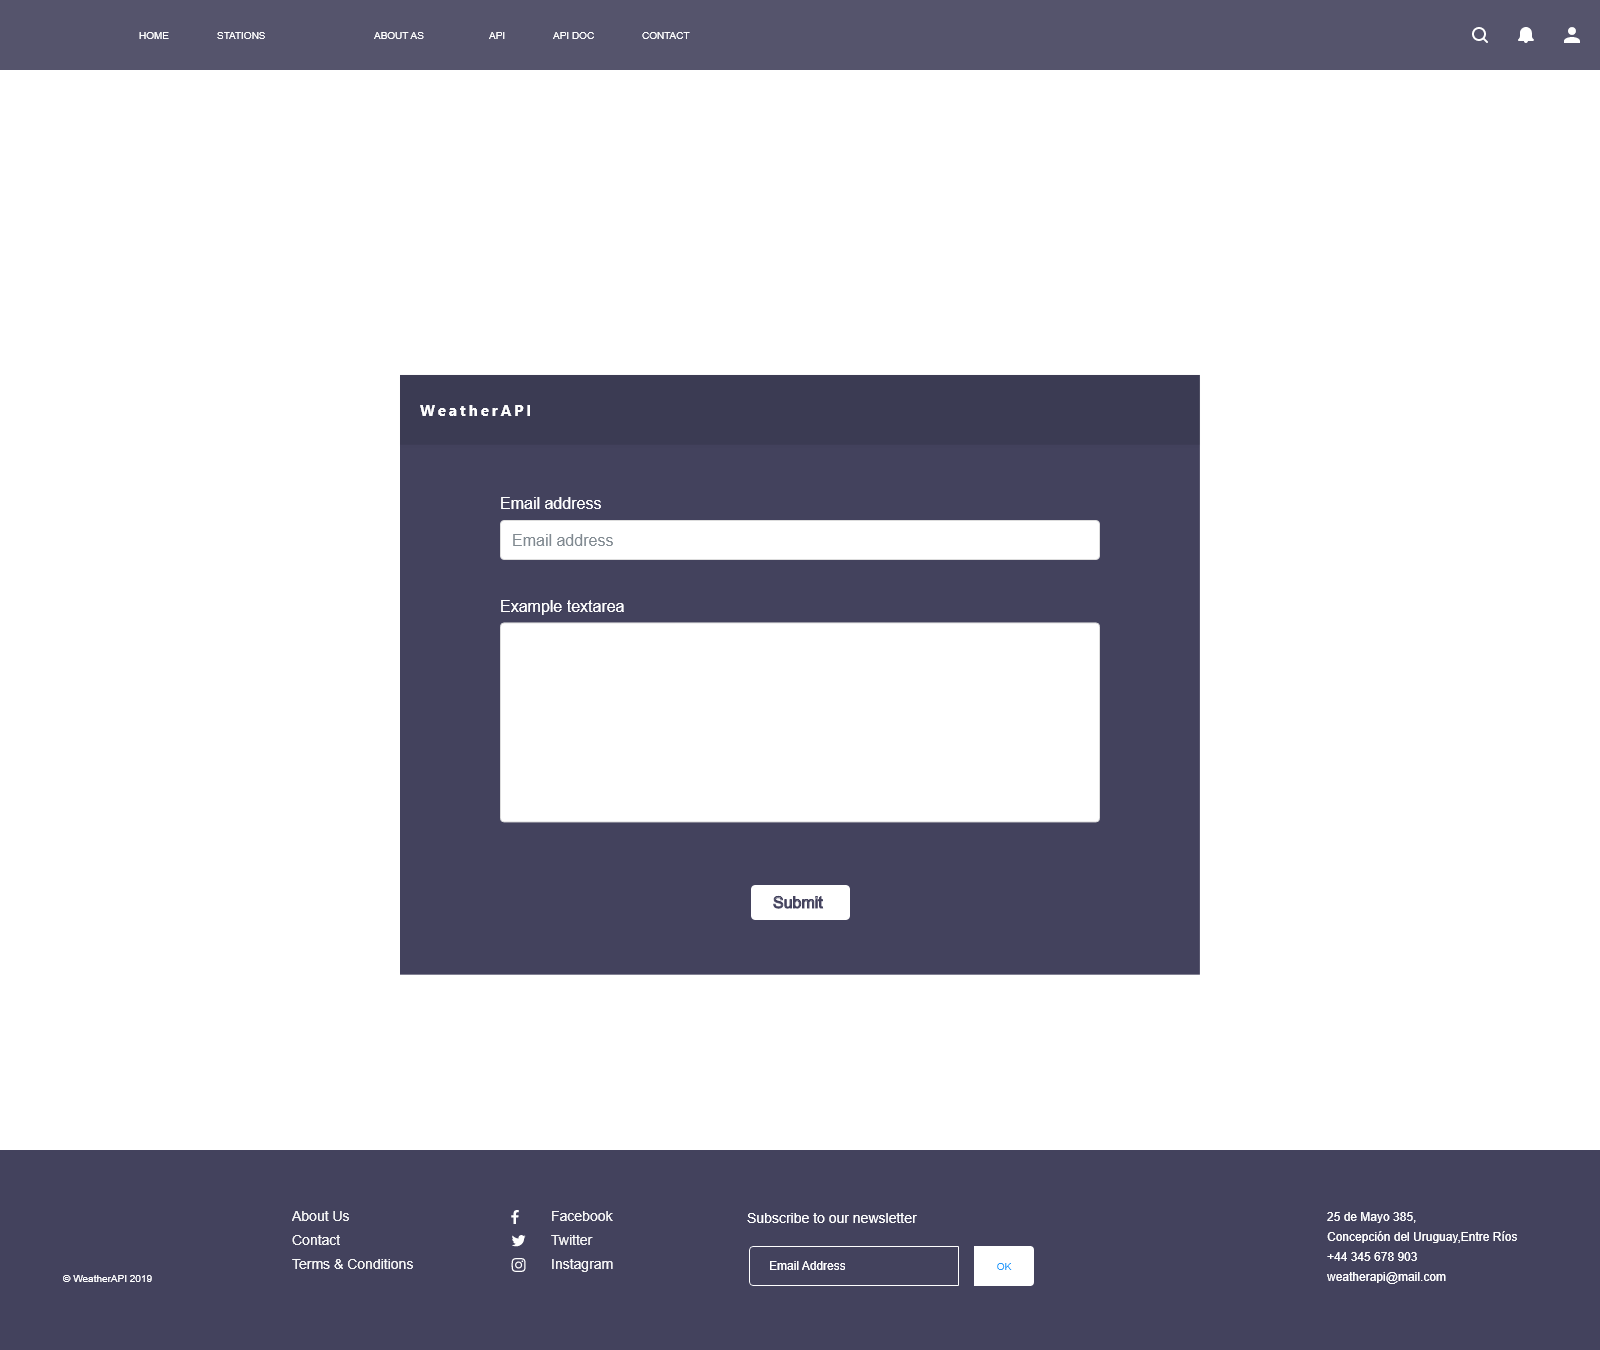 HOME STATIONS ABOUT AS API API DOC CONTACT
WeatherAPI
Email address
Email address
Example textarea
Submit
© WeatherAPI 2019
About Us
Contact
Terms & Conditions
Facebook
Twitter
Instagram
Subscribe to our newsletter
Email Address OK
25 de Mayo 385,
Concepción del Uruguay,Entre Ríos
+44 345 678 903
weatherapi@mail.com